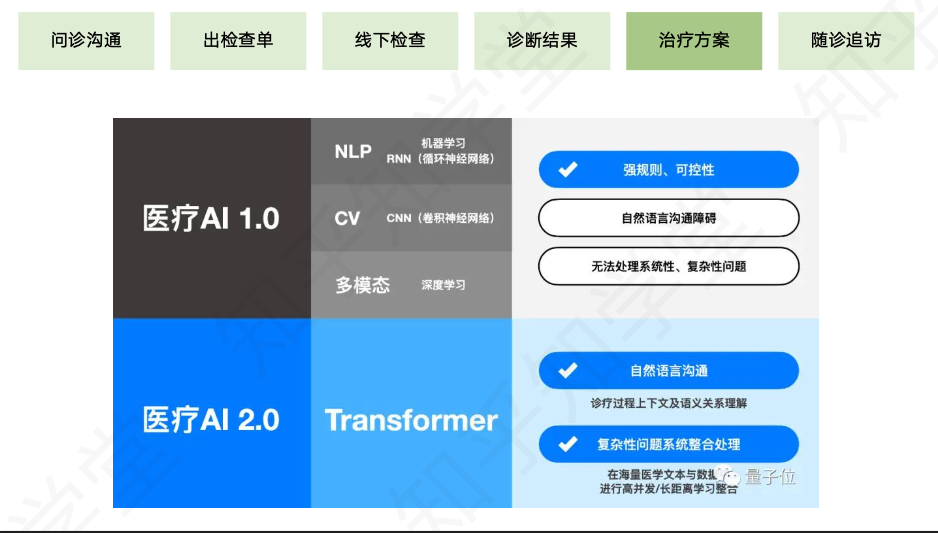 问诊沟通
出检查单
线下检查
诊断结果
治疗方案
随诊追访
医疗AI 1.0
NLP
机器学习
RNN（循环神经网络）
CV
CNN（卷积神经网络）
多模态
深度学习
强规则、可控性
自然语言沟通障碍
无法处理系统性、复杂性问题
医疗AI 2.0
Transformer
自然语言沟通
诊疗过程上下文及语义关系理解
复杂性问题系统整合处理
在海量医学文本与数据
进行高并发/长距离学习整合
量子位
知乎知学堂